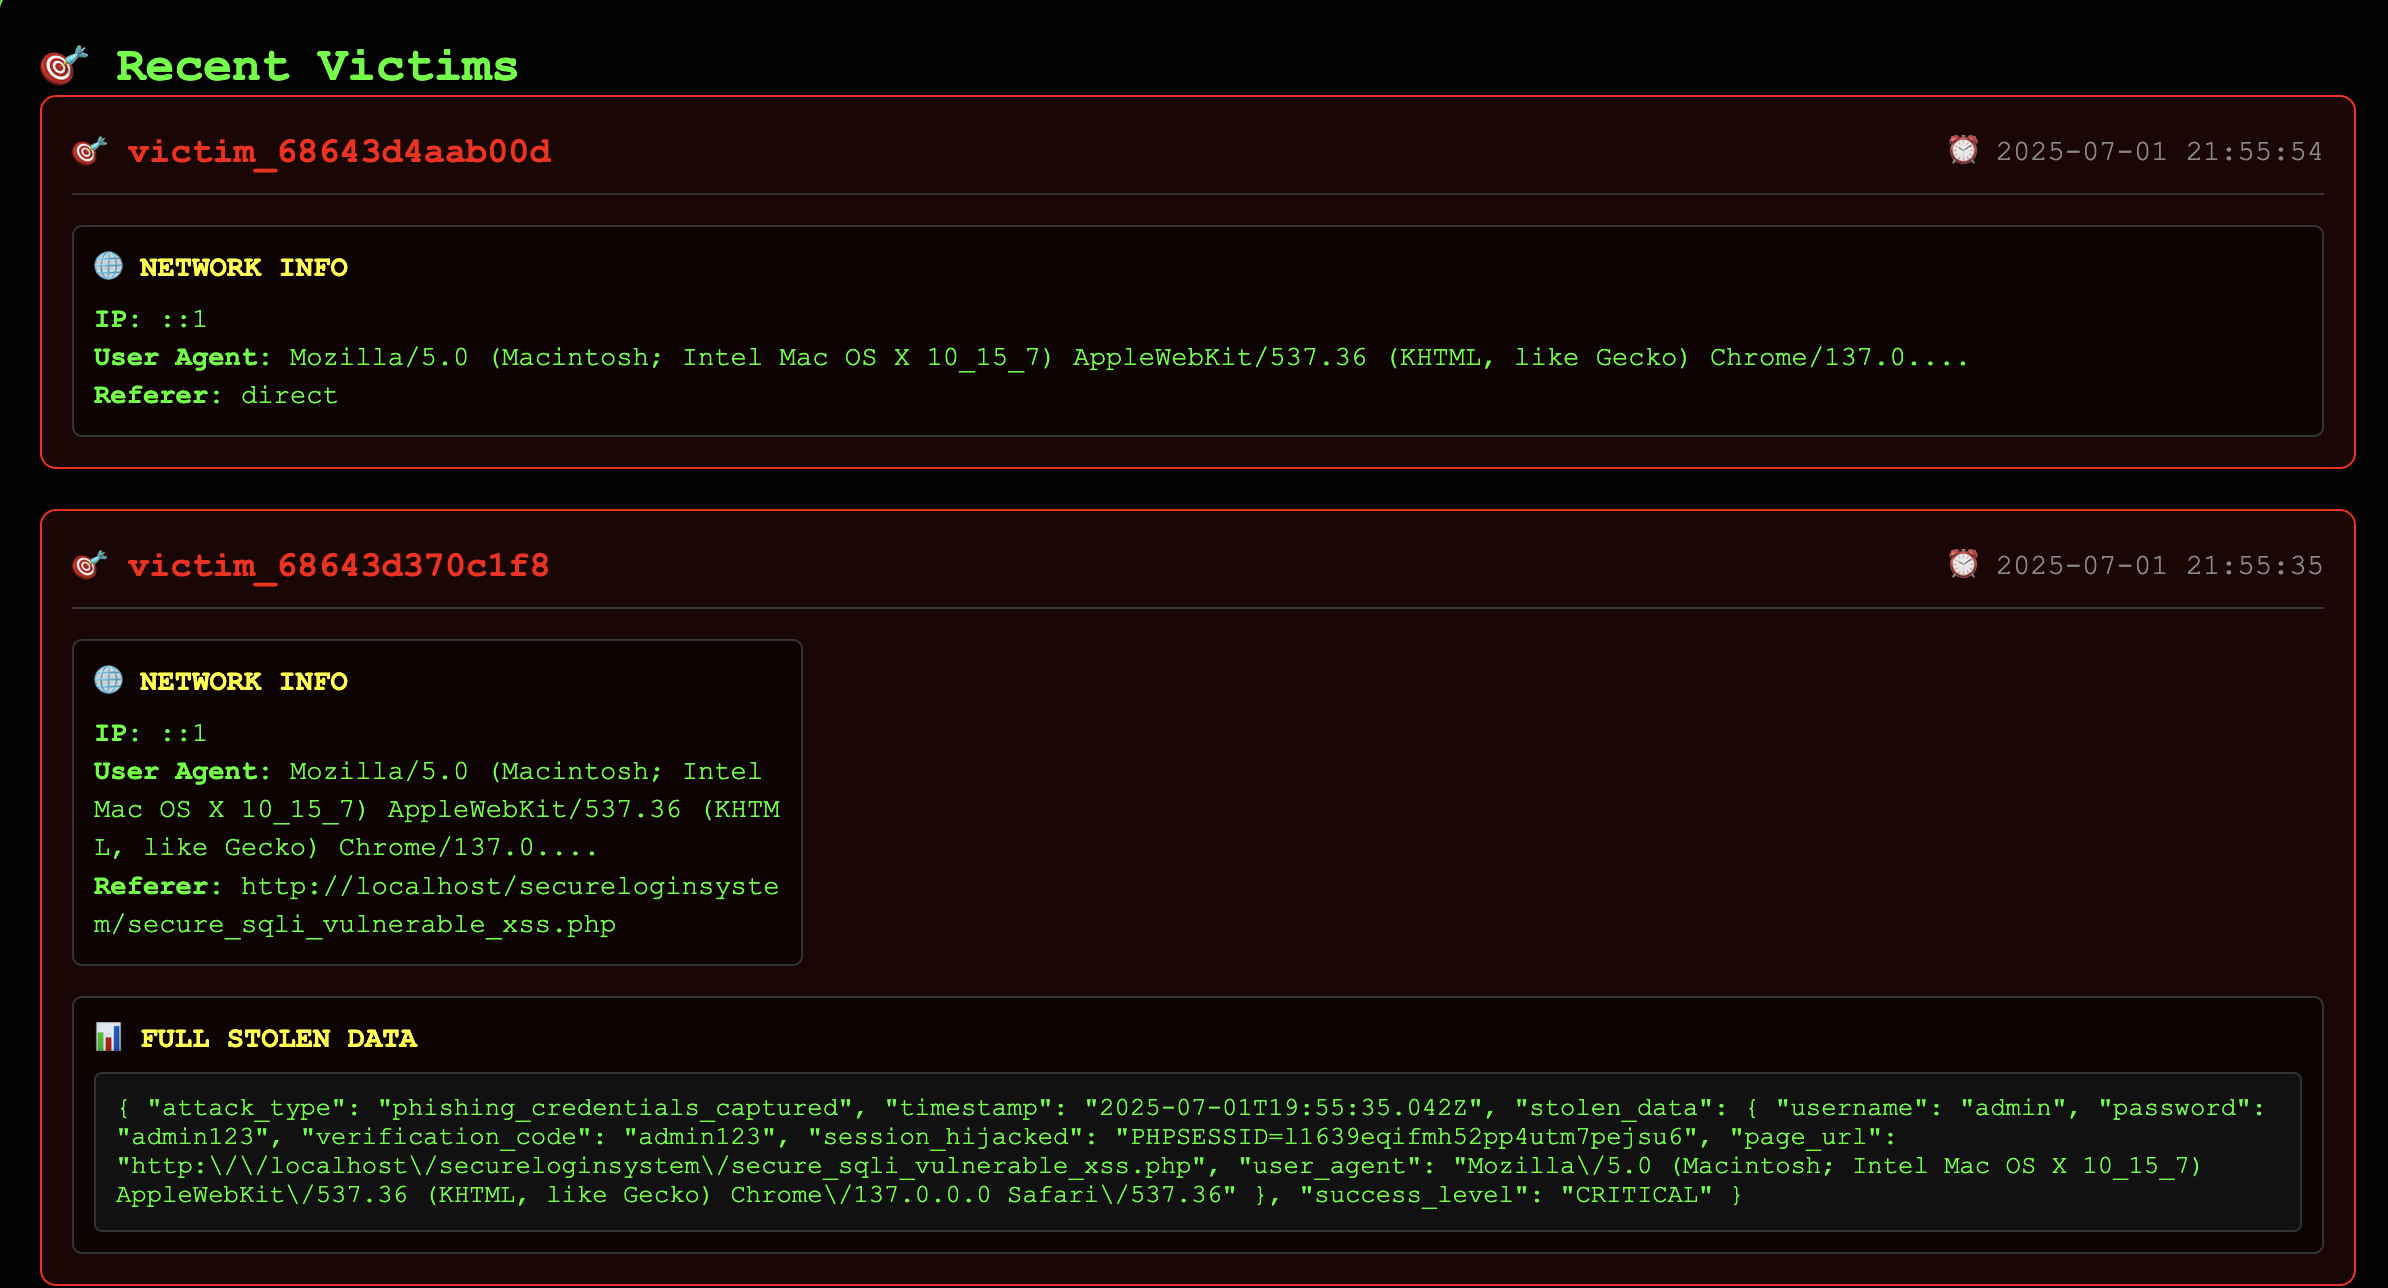 Recent Victims
victim_68643d4aab00d
2025-07-01 21:55:54
NETWORK INFO
IP: ::1
User Agent: Mozilla/5.0 (Macintosh; Intel Mac OS X 10_15_7) AppleWebKit/537.36 (KHTML, like Gecko) Chrome/137.0....
Referer: direct
victim_68643d370c1f8
2025-07-01 21:55:35
NETWORK INFO
IP: ::1
User Agent: Mozilla/5.0 (Macintosh; Intel
Mac OS X 10_15_7) AppleWebKit/537.36 (KHTM
L, like Gecko) Chrome/137.0....
Referer: http://localhost/secureloginsyste
m/secure_sqli_vulnerable_xss.php
FULL STOLEN DATA
{ "attack_type": "phishing_credentials_captured", "timestamp": "2025-07-01T19:55:35.042Z", "stolen_data": { "username": "admin", "password":
"admin123", "verification_code": "admin123", "session_hijacked": "PHPSESSID=l1639eqifmh52pp4utm7pejsu6", "page_url":
"http:\/\/localhost\/secureloginsystem\/secure_sqli_vulnerable_xss.php", "user_agent": "Mozilla\/5.0 (Macintosh; Intel Mac OS X 10_15_7)
AppleWebKit\/537.36 (KHTML, like Gecko) Chrome\/137.0.0.0 Safari\/537.36" }, "success_level": "CRITICAL" }